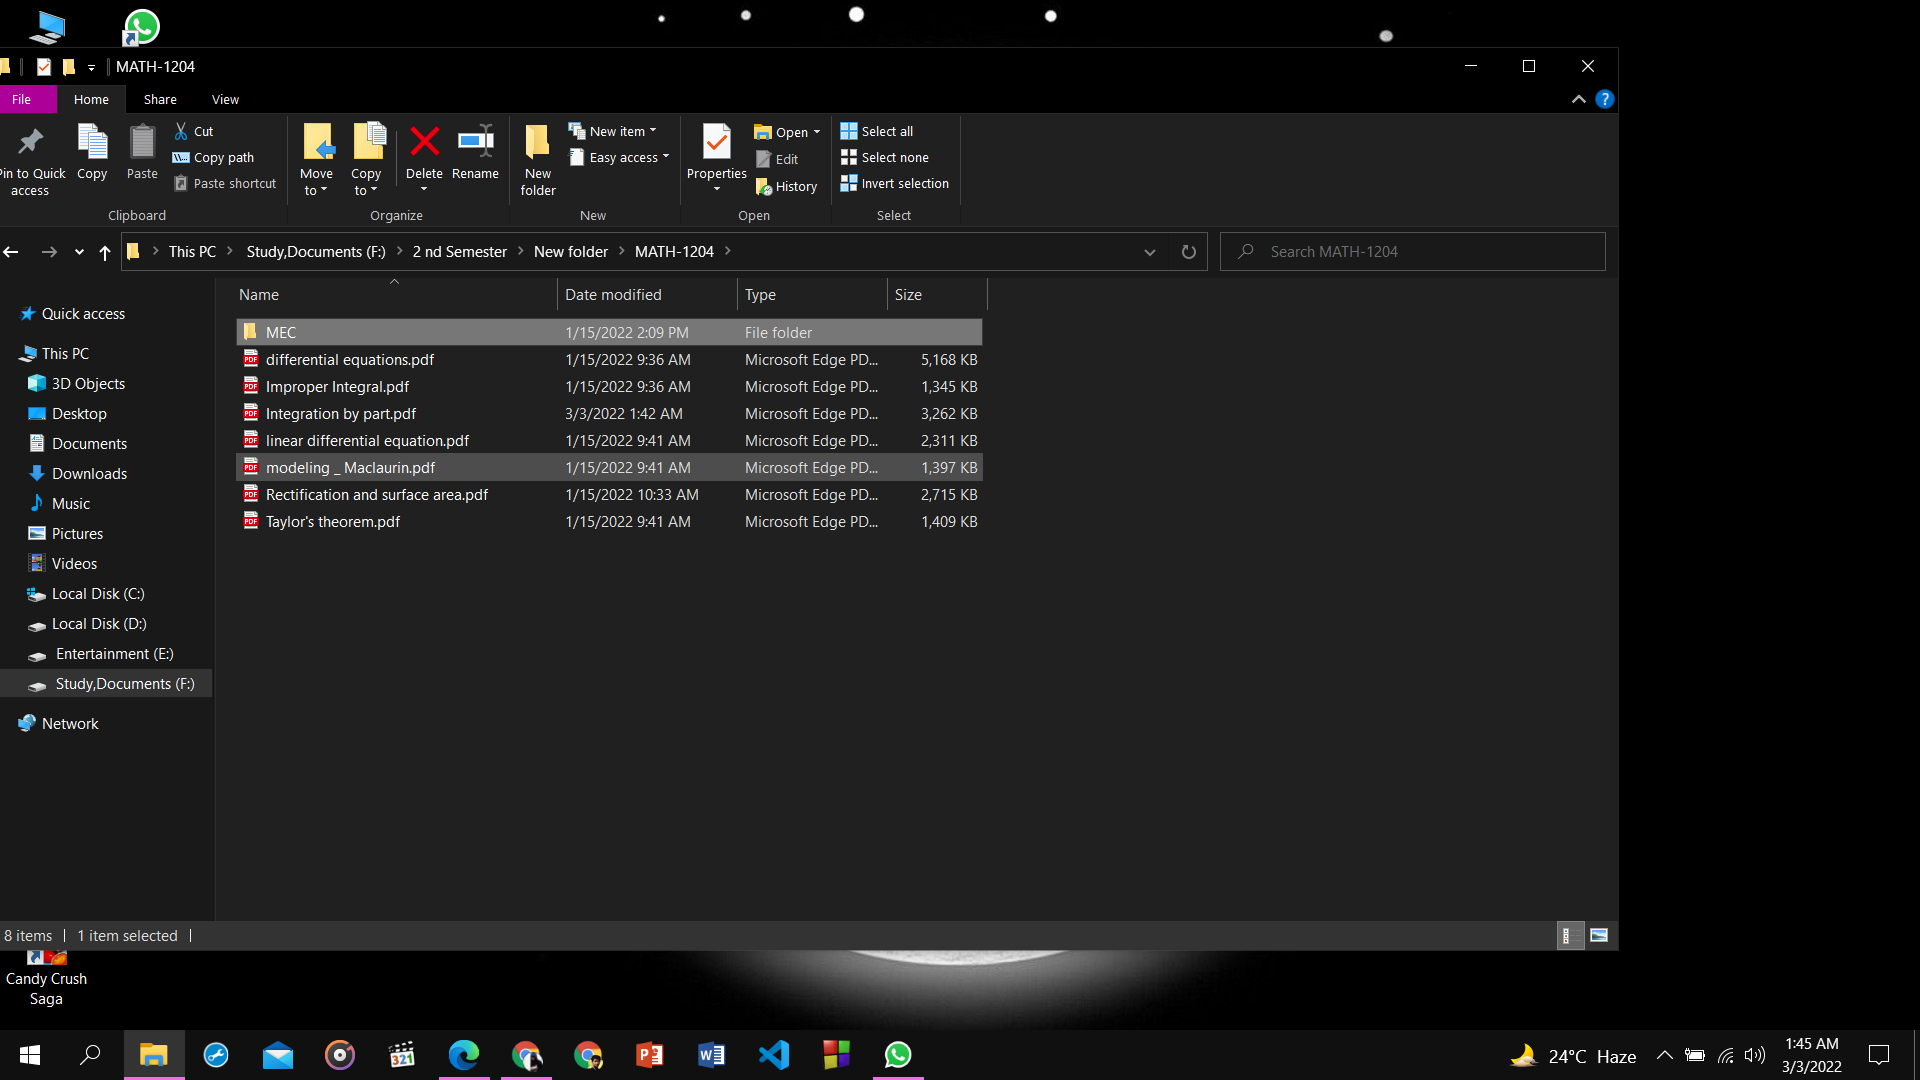 MATH-1204
File Home Share View
Pin to Quick access
Copy
Paste
Cut
Copy path
Paste shortcut
Clipboard
Move to
Copy to
Delete
Rename
Organize
New folder
New item
Easy access
New
Properties
Open
Edit
History
Open
Select all
Select none
Invert selection
Select
This PC Study,Documents (F:) 2 nd Semester New folder MATH-1204
Search MATH-1204
Quick access
This PC
3D Objects
Desktop
Documents
Downloads
Music
Pictures
Videos
Local Disk (C:)
Local Disk (D:)
Entertainment (E:)
Study,Documents (F:)
Network
Name Date modified Type Size
MEC 1/15/2022 2:09 PM File folder
differential equations.pdf 1/15/2022 9:36 AM Microsoft Edge PD... 5,168 KB
Improper Integral.pdf 1/15/2022 9:36 AM Microsoft Edge PD... 1,345 KB
Integration by part.pdf 3/3/2022 1:42 AM Microsoft Edge PD... 3,262 KB
linear differential equation.pdf 1/15/2022 9:41 AM Microsoft Edge PD... 2,311 KB
modeling _ Maclaurin.pdf 1/15/2022 9:41 AM Microsoft Edge PD... 1,397 KB
Rectification and surface area.pdf 1/15/2022 10:33 AM Microsoft Edge PD... 2,715 KB
Taylor's theorem.pdf 1/15/2022 9:41 AM Microsoft Edge PD... 1,409 KB
8 items 1 item selected
Candy Crush
Saga
24°C Haze
1:45 AM
3/3/2022